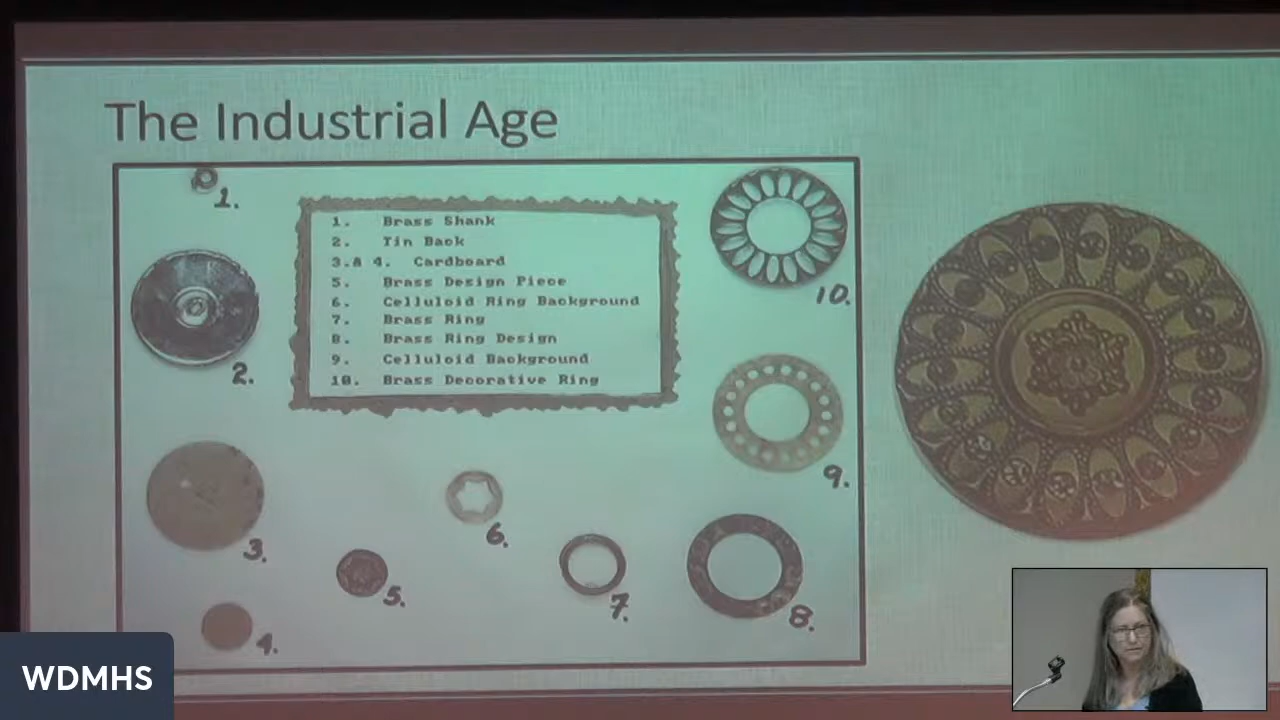 The Industrial Age
1. Brass Shank
2. Tin Back
3.& 4. Cardboard
5. Brass Design Piece
6. Celluloid Ring Background
7. Brass Ring
8. Brass Ring Design
9. Celluloid Background
10. Brass Decorative Ring
1.
2.
3.
4.
5.
6.
7.
8.
9.
10.
WDMHS